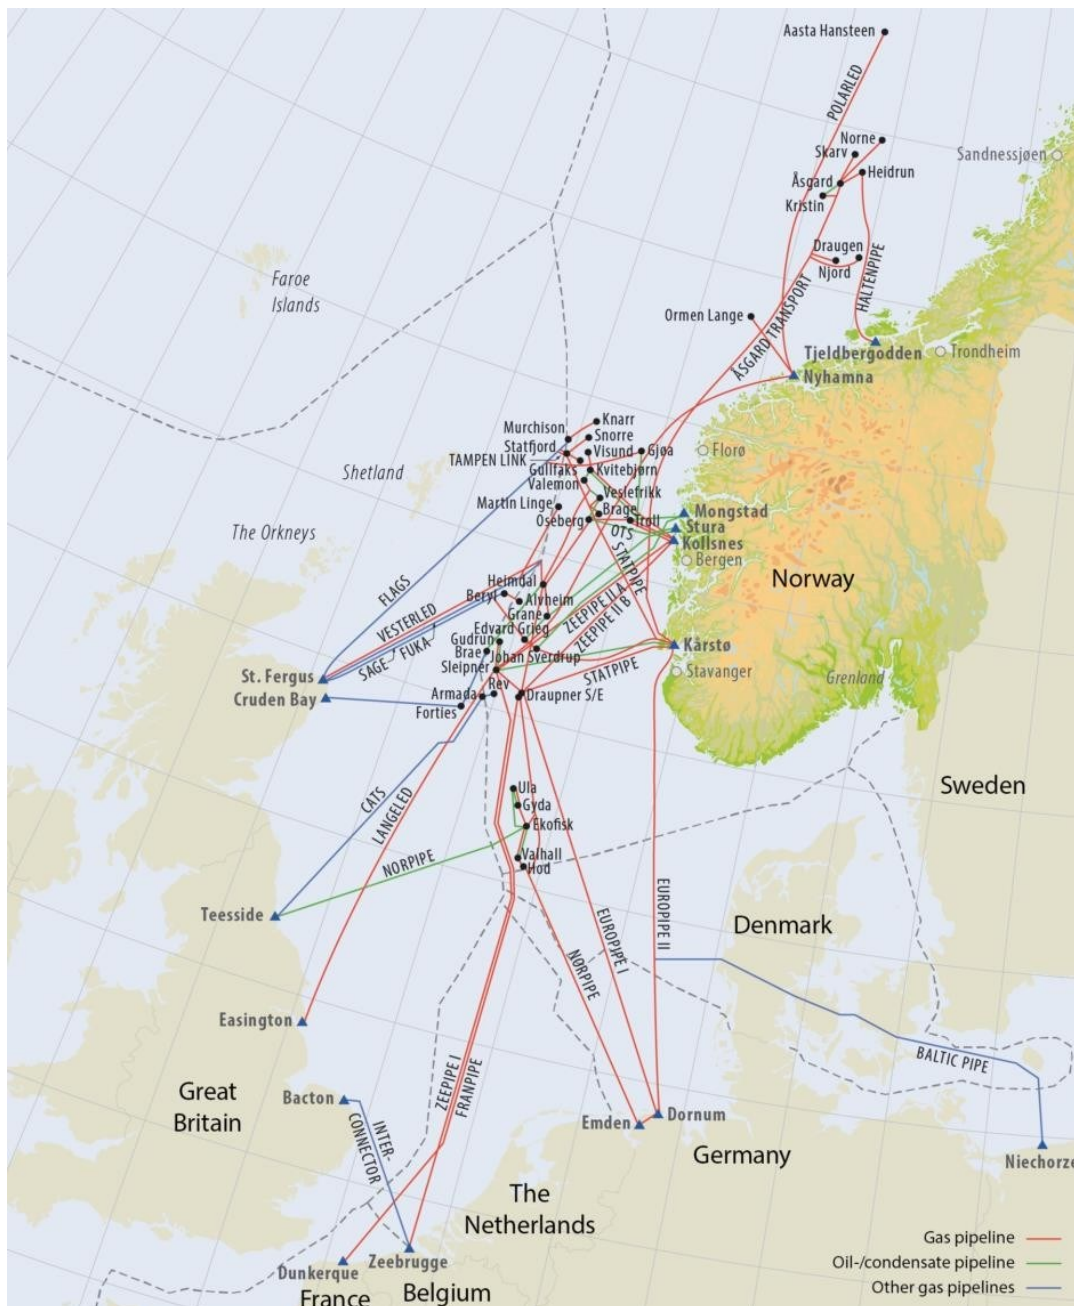 Aasta Hansteen
POLARLED
Norne
Skarv
Sandnessjøen
Heidrun
Åsgard
Kristin
Draugen
Njord
HALTENPIPE
Faroe
Islands
Ormen Lange
ÅSGARD TRANSPORT
Tjeldbergodden
Trondheim
Nyhamna
Knarr
Murchison
Snorre
Statfjord
Visund
Gjøa
Florø
TAMPEN LINK
Gullfaks
Kvitebjørn
Shetland
Valemon
Veslefrikk
Martin Linge
Brage
Mongstad
Oseberg
Troll
Stura
The Orkneys
OTS
Kollsnes
Bergen
STATPIPE
Norway
FLAGS
Heimdal
Beryl
Alvheim
VESTERLED
Grane
ZEEPIPE II A
ZEEPIPE II B
Edvard Grieg
SAGE
FUKA
Gudrun
Brae
Johan Sverdrup
Kårstø
Sleipner
STATPIPE
Stavanger
Grenland
St. Fergus
Rev
Cruden Bay
Armada
Draupner S/E
Forties
Sweden
Ula
CATS
Gyda
LANGELED
Ekofisk
NORPIPE
Valhall
Hod
Teesside
EUROPIPE II
Denmark
EUROPIPE I
NORPIPE
Easington
BALTIC PIPE
Great
Britain
Bacton
ZEEPIPE I
FRANPIPE
INTER-
CONNECTOR
Dornum
Emden
Germany
Niechorze
The
Netherlands
Gas pipeline
Zeebrugge
Oil-/condensate pipeline
Dunkerque
Other gas pipelines
Belgium
France